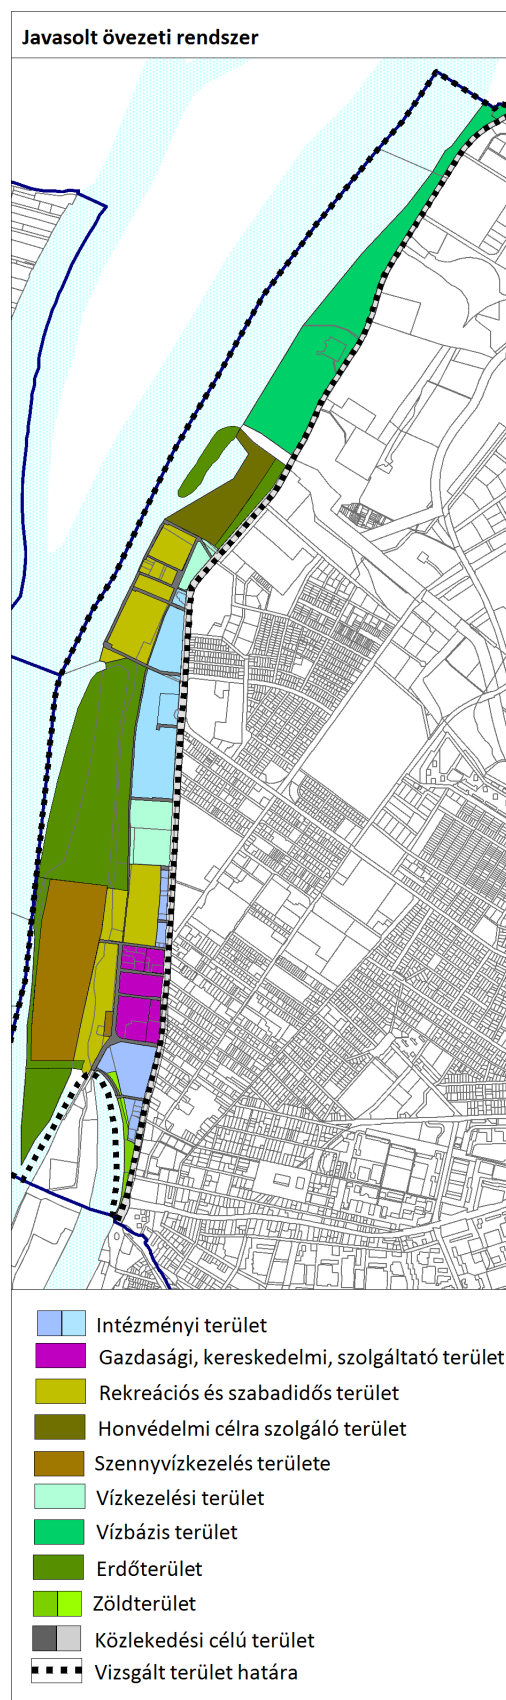 Javasolt övezeti rendszer
Intézményi terület
Gazdasági, kereskedelmi, szolgáltató terület
Rekreációs és szabadidős terület
Honvédelmi célra szolgáló terület
Szennyvízkezelés területe
Vízkezelési terület
Vízbázis terület
Erdőterület
Zöldterület
Közlekedési célú terület
Vizsgált terület határa